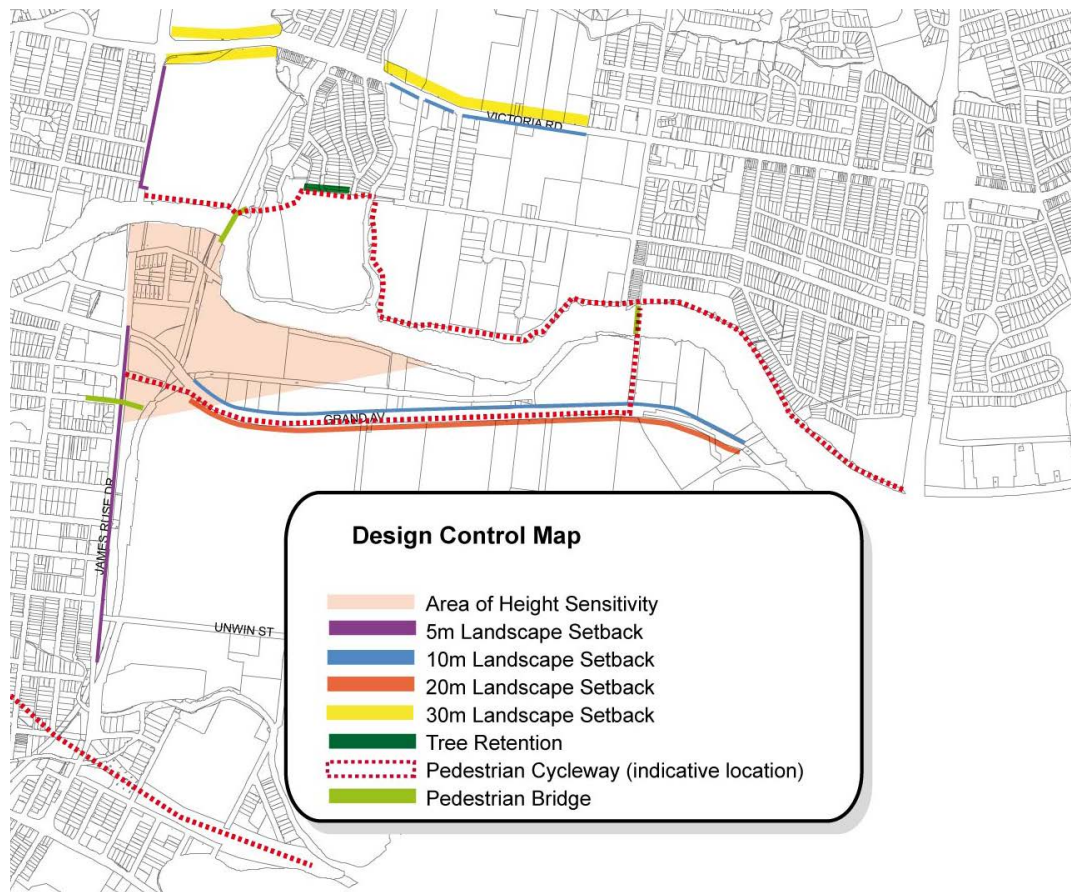 VICTORIA RD
GRAND AV
JAMES RUSE DR
UNWIN ST
Design Control Map
Area of Height Sensitivity
5m Landscape Setback
10m Landscape Setback
20m Landscape Setback
30m Landscape Setback
Tree Retention
Pedestrian Cycleway (indicative location)
Pedestrian Bridge